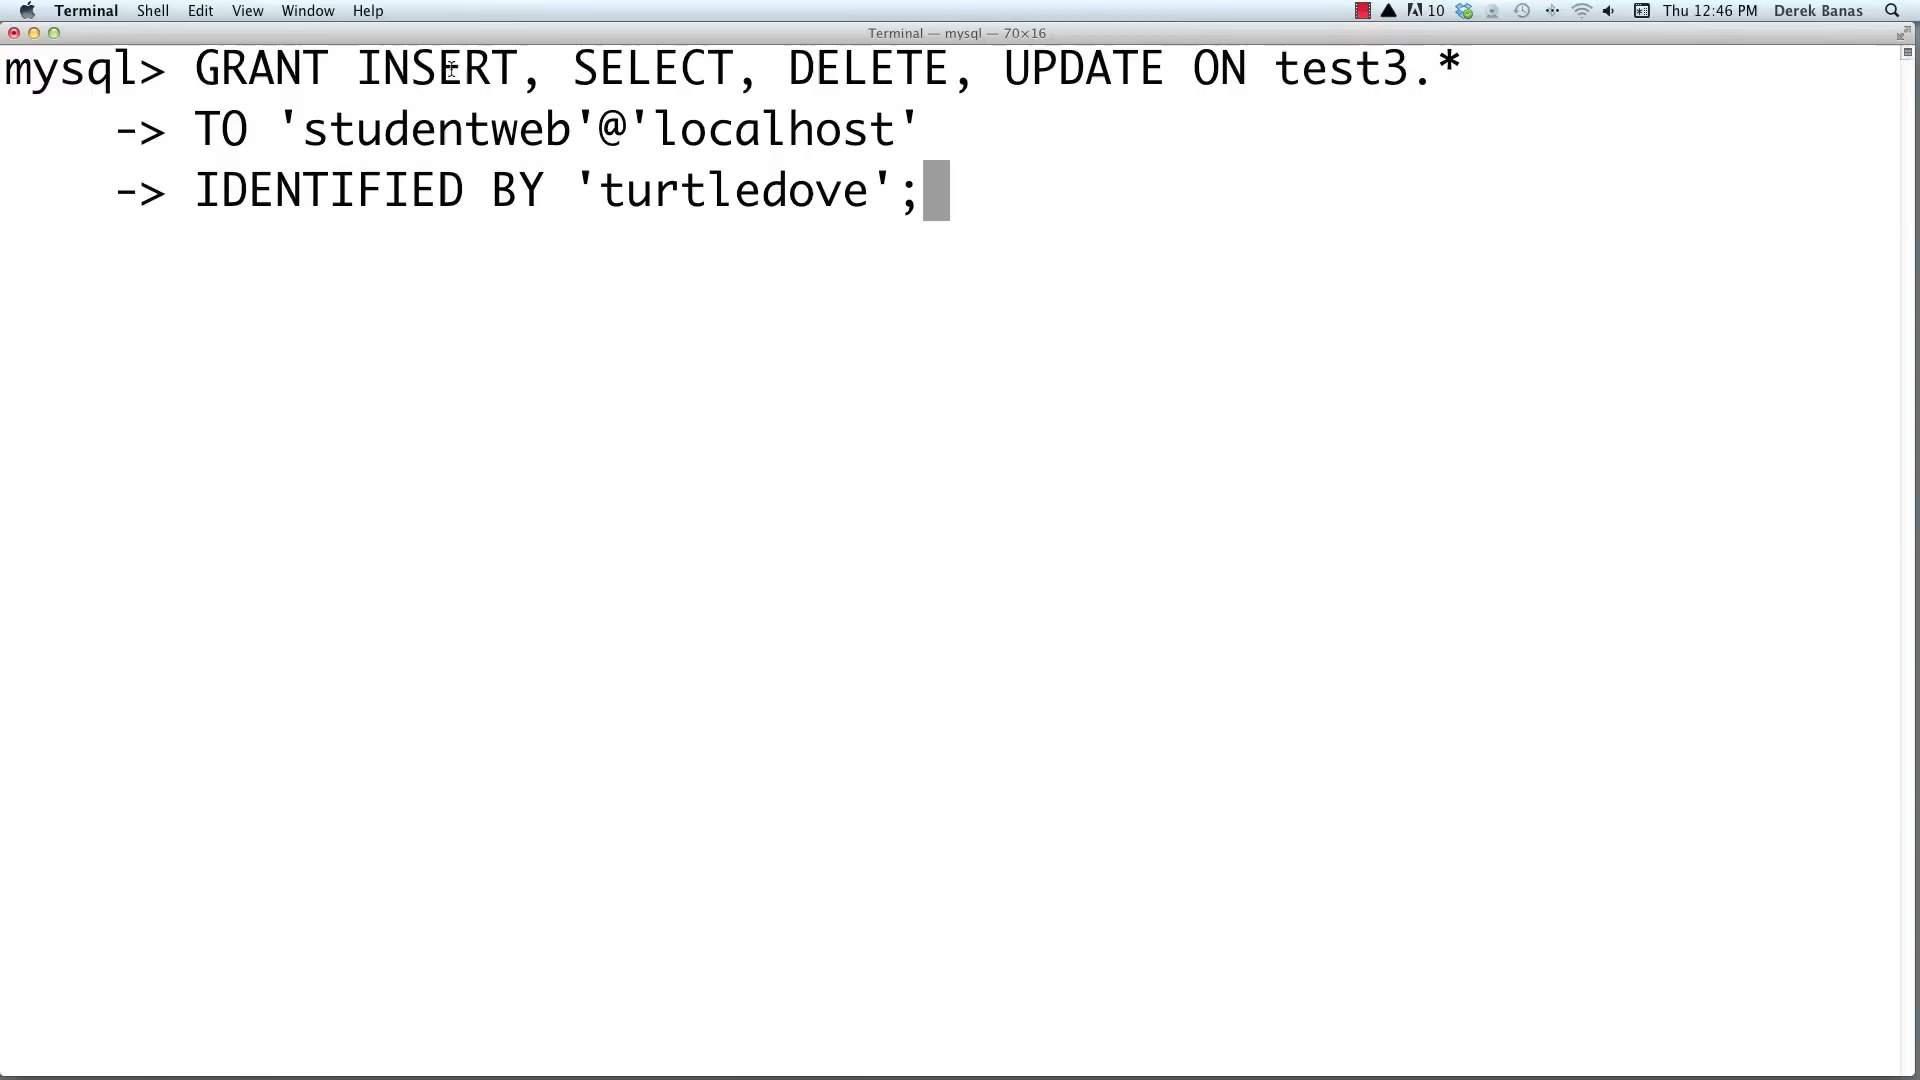 Terminal Shell Edit View Window Help 10 Thu 12:46 PM Derek Banas
Terminal — mysql — 70×16
mysql> GRANT INSERT, SELECT, DELETE, UPDATE ON test3.*
-> TO 'studentweb'@'localhost'
-> IDENTIFIED BY 'turtledove';